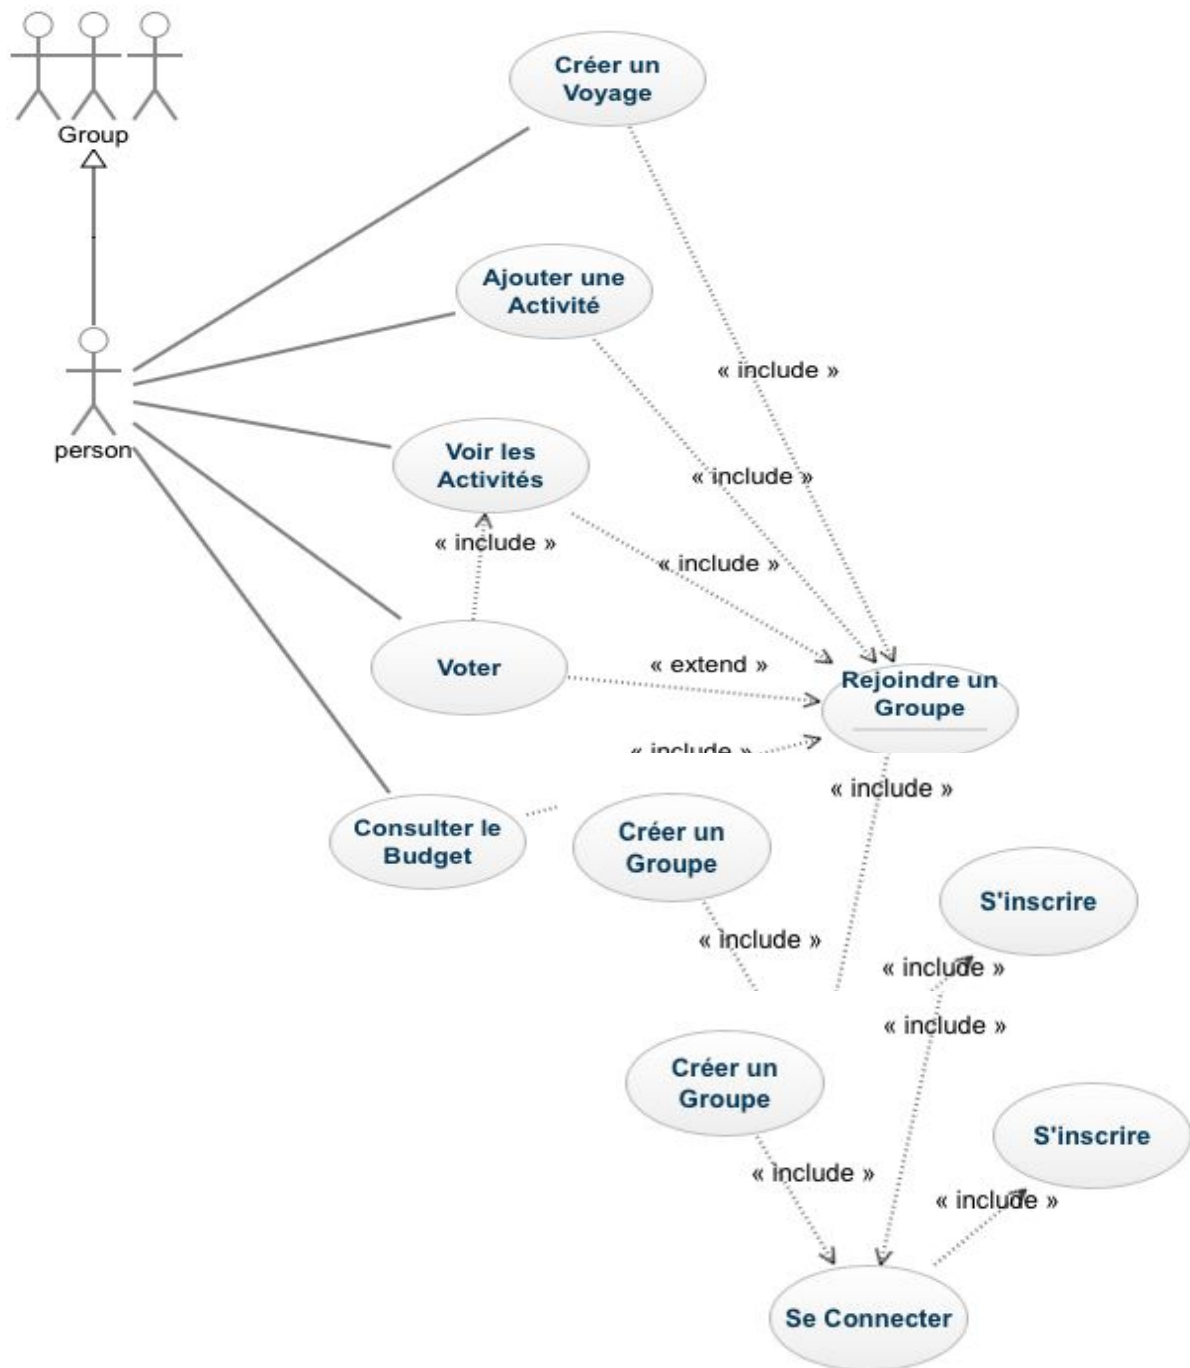 Créer un
Voyage
Group
Ajouter une
Activité
« include »
person
Voir les
Activités
« include »
« include »
« include »
Voter
« extend »
Rejoindre un
Groupe
« include »
« include »
Consulter le
Budget
Créer un
Groupe
S'inscrire
« include »
« include »
« include »
Créer un
Groupe
S'inscrire
« include »
« include »
Se Connecter